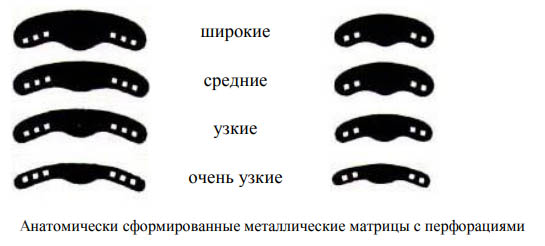 широкие
средние
узкие
очень узкие
Анатомически сформированные металлические матрицы с перфорациями